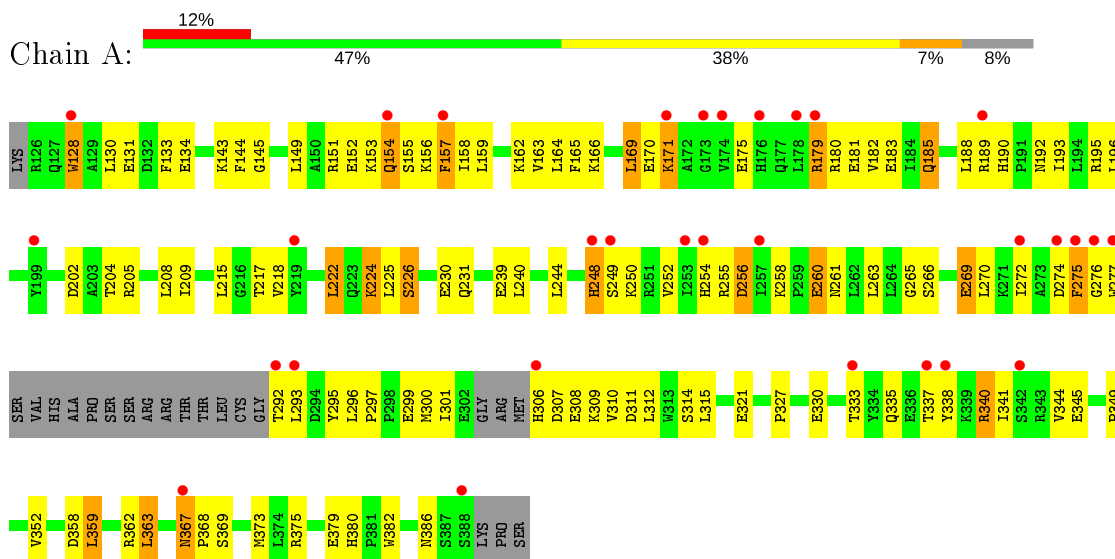 12%
Chain A:
47% 38% 7% 8%
LYS R126 Q127 W128 A129 L130 E131 D132 F133 E134 K143 F144 G145 L149 A150 R151 E152 K153 Q154 S155 K156 F157 I158 L159 K162 V163 L164 F165 K166 L169 E170 K171 A172 G173 V174 E175 H176 Q177 L178 R179 R180 E181 V182 E183 I184 Q185 L188 R189 H190 P191 N192 I193 L194 R195 L196
Y199 D202 A203 T204 R205 L208 I209 L215 G216 T217 V218 Y219 L222 Q223 K224 L225 S226 E230 Q231 E239 L240 L244 H248 S249 K250 R251 V252 I253 H254 R255 D256 I257 K258 P259 E260 N261 L262 L263 L264 G265 S266 E269 L270 K271 I272 A273 D274 F275 G276 W277
SER VAL HIS ALA PRO SER SER ARG ARG THR THR LEU CYS GLY T292 L293 D294 Y295 L296 P297 P298 E299 M300 I301 E302 GLY ARG MET H306 D307 E308 K309 V310 D311 L312 W313 S314 L315 E321 P327 E330 T333 Y334 Q335 E336 T337 Y338 K339 R340 I341 S342 R343 V344 E345
V352 D358 L359 R362 L363 N367 P368 S369 M373 L374 R375 E379 H380 P381 W382 N386 S387 S388 LYS PRO SER